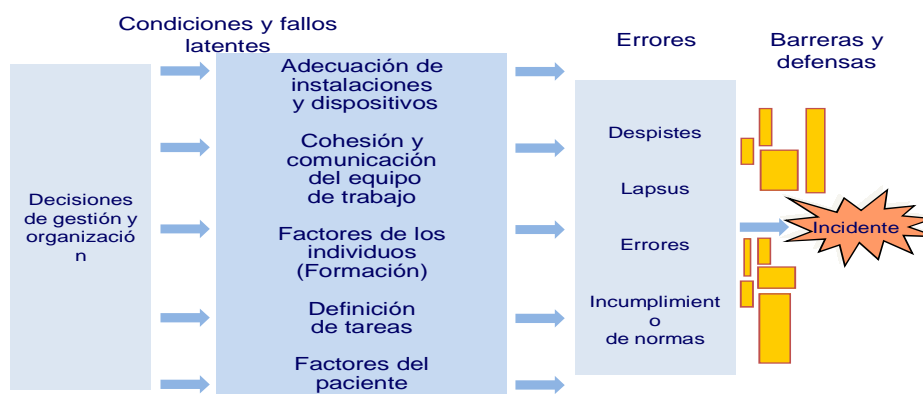 Condiciones y fallos
latentes
Errores
Barreras y
defensas
Decisiones
de gestión y
organizació
n
Adecuación de
instalaciones
y dispositivos
Cohesión y
comunicación
del equipo
de trabajo
Factores de los
individuos
(Formación)
Definición
de tareas
Factores del
paciente
Despistes
Lapsus
Errores
Incumplimient
o
de normas
Incidente